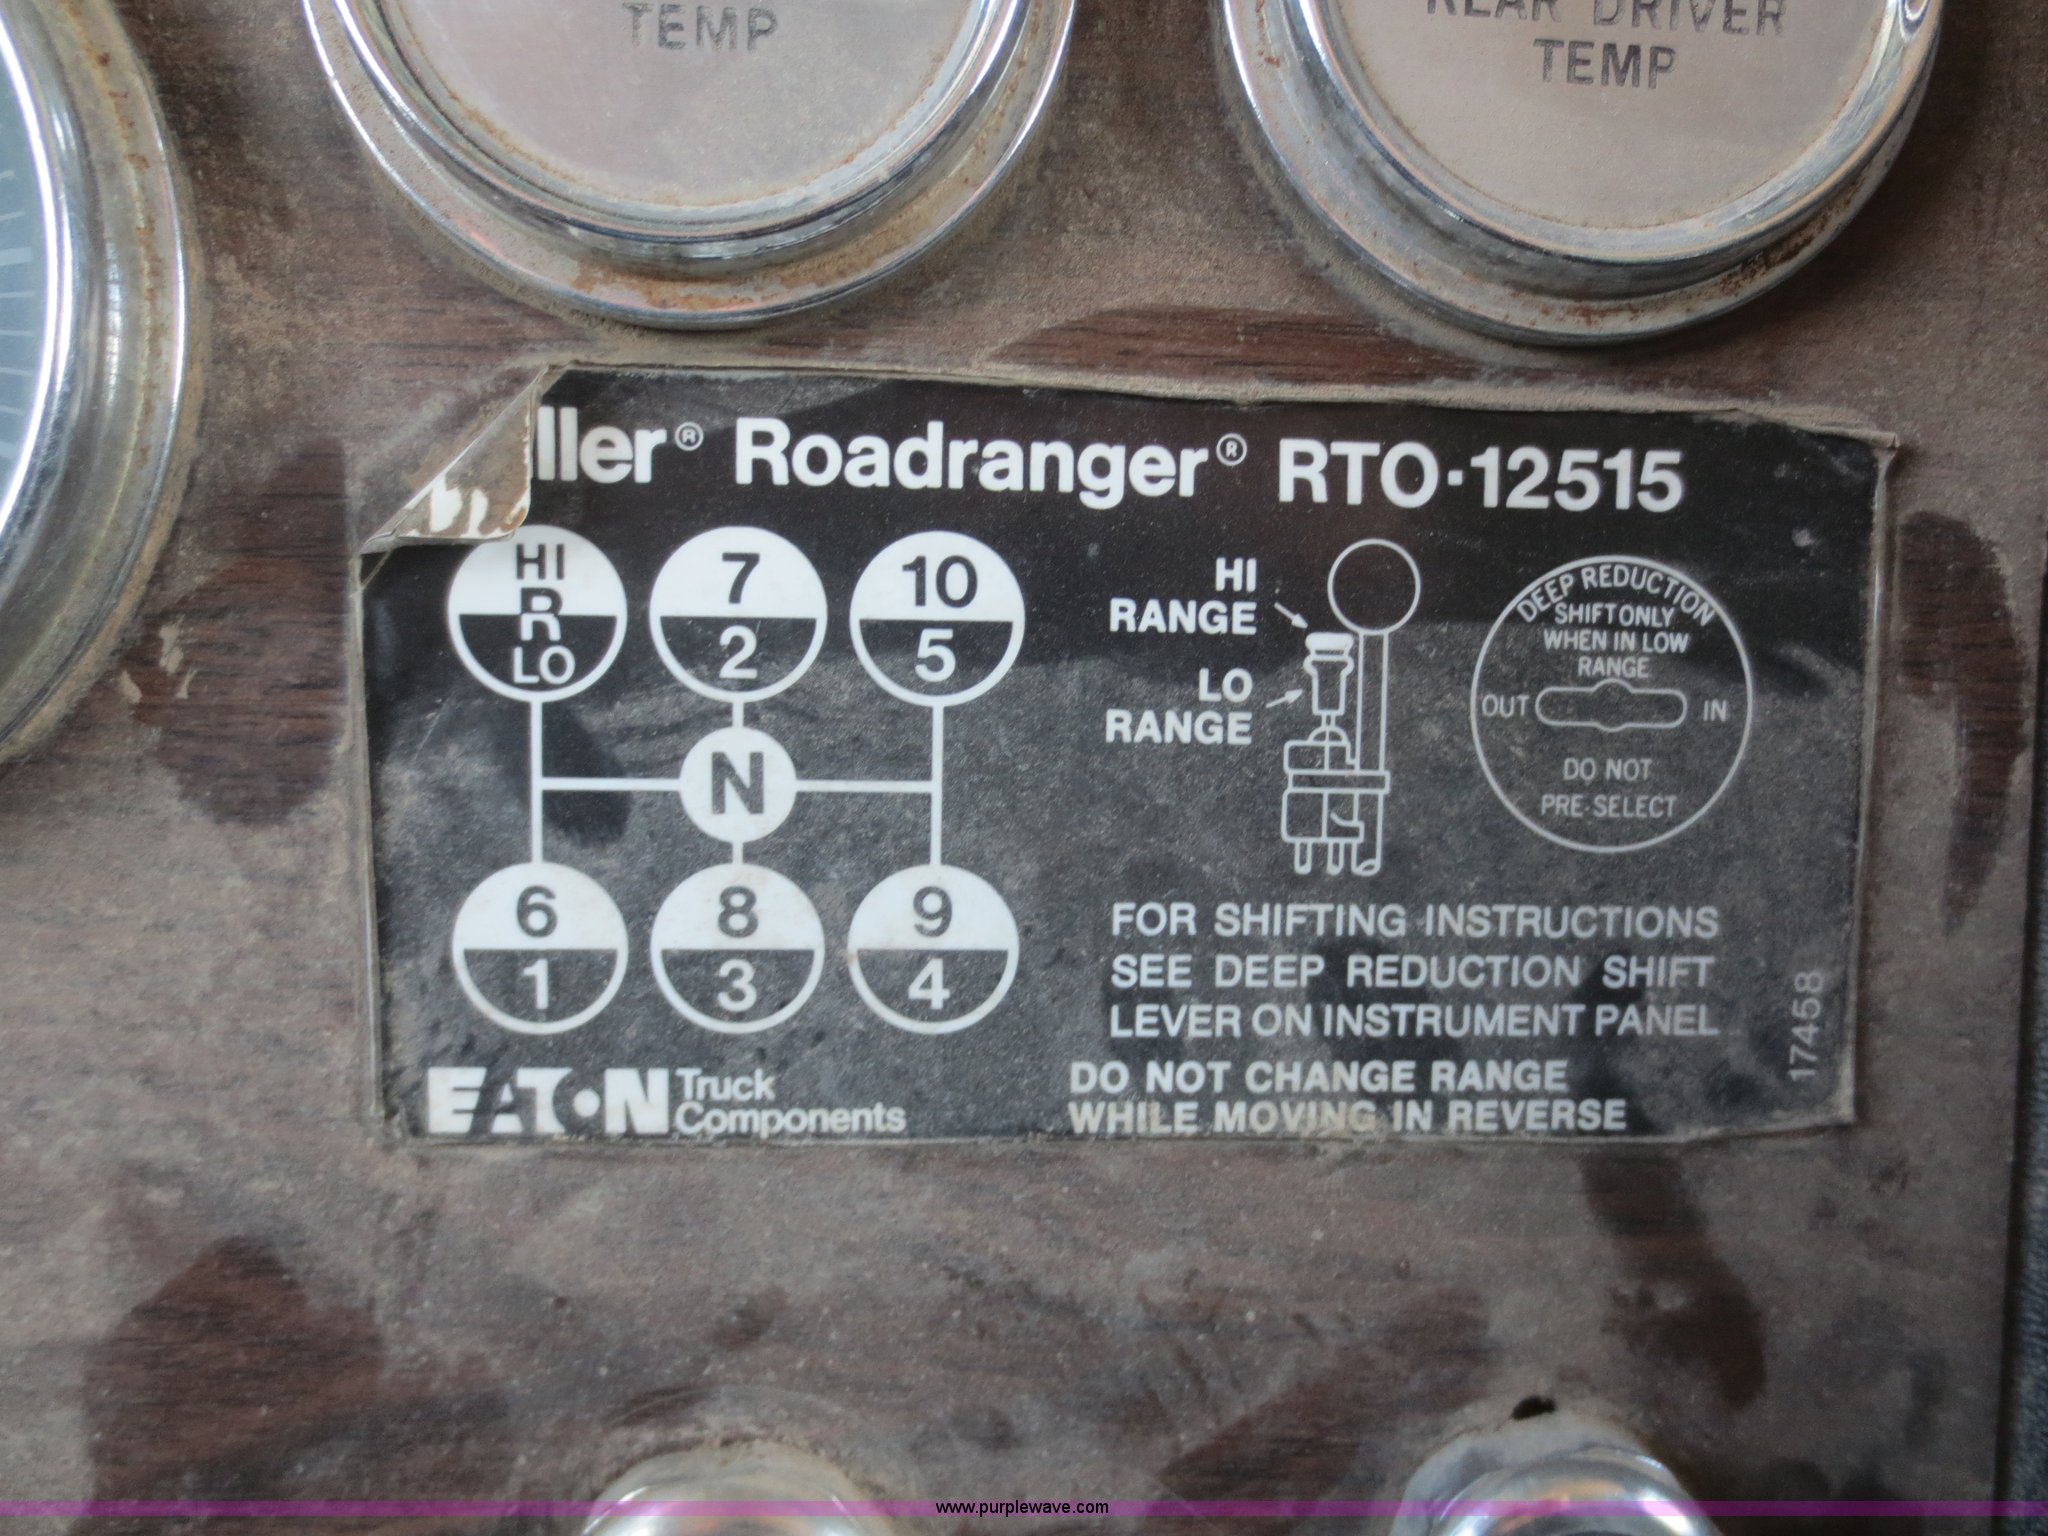 TEMP
REAR DRIVER
TEMP
ller® Roadranger® RTO-12515
HI
R
LO
7
2
10
5
N
6
1
8
3
9
4
HI
RANGE
LO
RANGE
DEEP REDUCTION
SHIFT ONLY
WHEN IN LOW
RANGE
OUT
IN
DO NOT
PRE-SELECT
FOR SHIFTING INSTRUCTIONS
SEE DEEP REDUCTION SHIFT
LEVER ON INSTRUMENT PANEL
DO NOT CHANGE RANGE
WHILE MOVING IN REVERSE
17458
EATON Truck
Components
www.purplewave.com